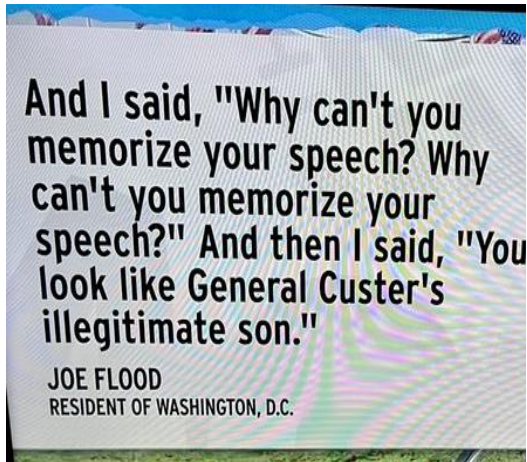 And I said, "Why can't you
memorize your speech? Why
can't you memorize your
speech?" And then I said, "You
look like General Custer's
illegitimate son."
JOE FLOOD
RESIDENT OF WASHINGTON, D.C.